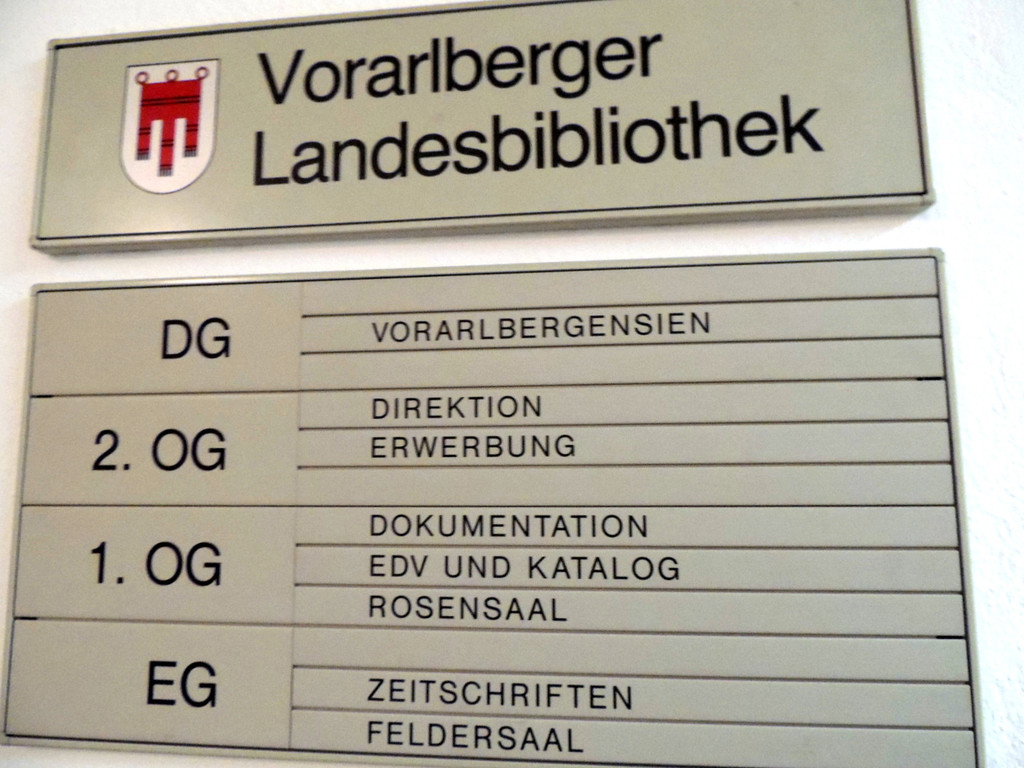 Vorarlberger
Landesbibliothek
DG
VORARLBERGENSIEN
2. OG
DIREKTION
ERWERBUNG
1. OG
DOKUMENTATION
EDV UND KATALOG
ROSENSAAL
EG
ZEITSCHRIFTEN
FELDERSAAL